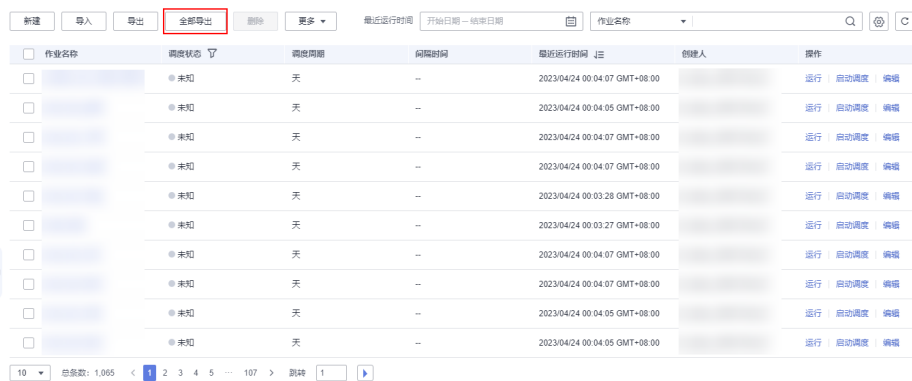 新建 导入 导出 全部导出 删除 更多 最近运行时间 开始日期 – 结束日期 作业名称
作业名称 调度状态 调度周期 间隔时间 最近运行时间 创建人 操作
未知 天 -- 2023/04/24 00:04:07 GMT+08:00 运行 启动调度 编辑
未知 天 -- 2023/04/24 00:04:05 GMT+08:00 运行 启动调度 编辑
未知 天 -- 2023/04/24 00:04:07 GMT+08:00 运行 启动调度 编辑
未知 天 -- 2023/04/24 00:04:07 GMT+08:00 运行 启动调度 编辑
未知 天 -- 2023/04/24 00:03:28 GMT+08:00 运行 启动调度 编辑
未知 天 -- 2023/04/24 00:03:27 GMT+08:00 运行 启动调度 编辑
未知 天 -- 2023/04/24 00:04:07 GMT+08:00 运行 启动调度 编辑
未知 天 -- 2023/04/24 00:04:07 GMT+08:00 运行 启动调度 编辑
未知 天 -- 2023/04/24 00:04:05 GMT+08:00 运行 启动调度 编辑
未知 天 -- 2023/04/24 00:04:05 GMT+08:00 运行 启动调度 编辑
10 总条数: 1,065 < 1 2 3 4 5 ··· 107 > 跳转 1